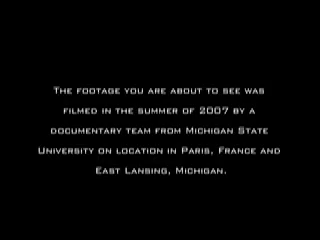 The footage you are about to see was
filmed in the summer of 2007 by a
documentary team from Michigan State
University on location in Paris, France and
East Lansing, Michigan.